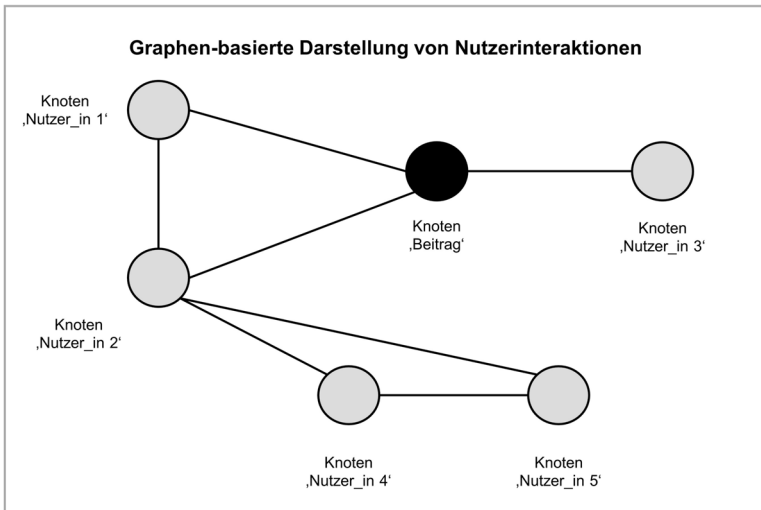 Graphen-basierte Darstellung von Nutzerinteraktionen
Knoten
‚Nutzer_in 1‘
Knoten
‚Beitrag‘
Knoten
‚Nutzer_in 3‘
Knoten
‚Nutzer_in 2‘
Knoten
‚Nutzer_in 4‘
Knoten
‚Nutzer_in 5‘